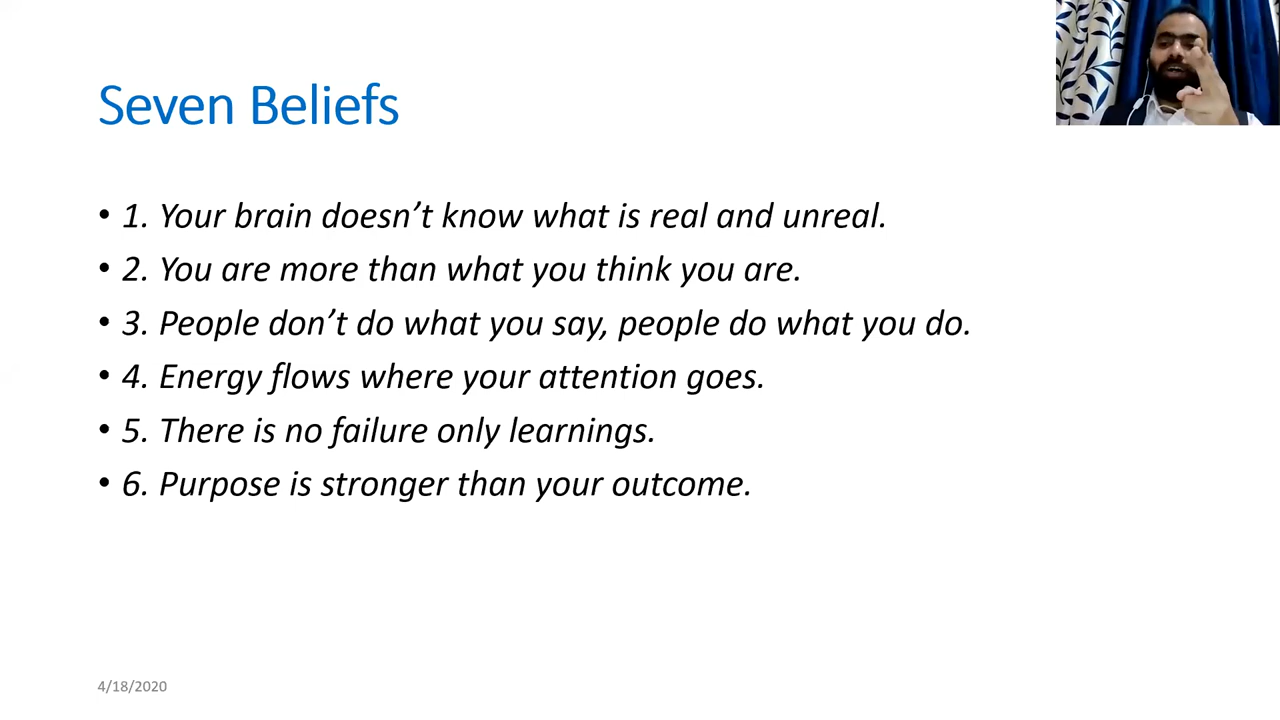 Seven Beliefs
• 1. Your brain doesn’t know what is real and unreal.
• 2. You are more than what you think you are.
• 3. People don’t do what you say, people do what you do.
• 4. Energy flows where your attention goes.
• 5. There is no failure only learnings.
• 6. Purpose is stronger than your outcome.
4/18/2020